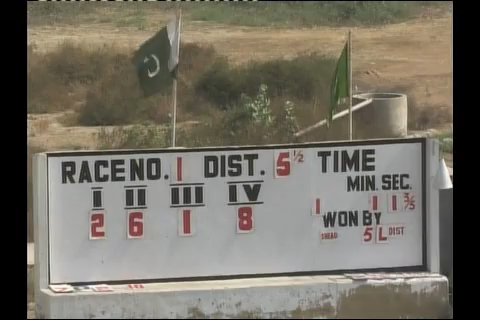 RACE NO. 1 DIST. 5½ TIME
MIN. SEC.
I II III IV
2 6 1 8
1 11 3/5
WON BY
5 L DIST